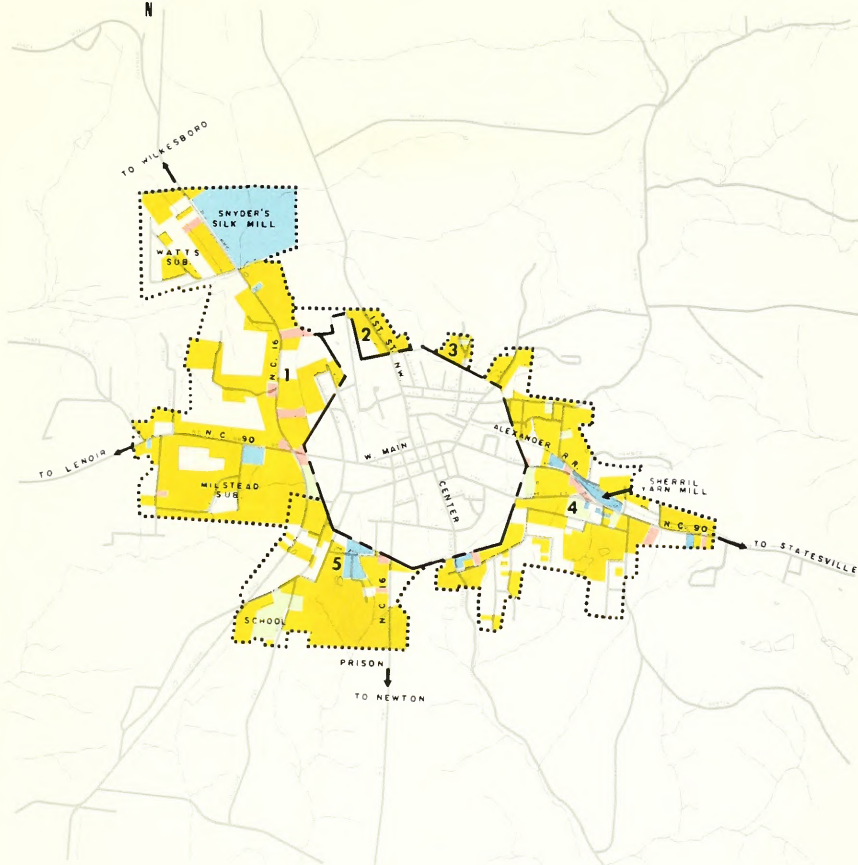 N
TO WILKESBORO
SNYDER'S
SILK MILL
WATTS
SUB.
1ST. ST. N.W.
2
3
N. C. 16
1
ALEXANDER R.R.
N. C. 90
W. MAIN
TO LENOIR
MILSTEAD
SUB.
CENTER
SHERRIL
YARN MILL
4
N.C. 90
TO STATESVILLE
5
N.C. 16
SCHOOL
PRISON
TO NEWTON